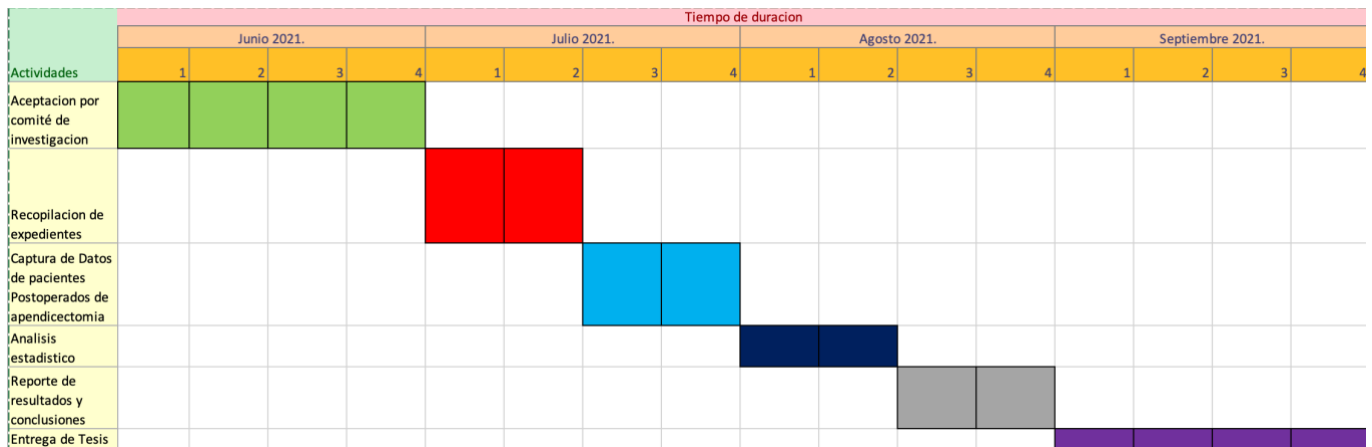 Tiempo de duracion
Junio 2021. Julio 2021. Agosto 2021. Septiembre 2021.
Actividades 1 2 3 4 1 2 3 4 1 2 3 4 1 2 3 4
Aceptacion por
comité de
investigacion
Recopilacion de
expedientes
Captura de Datos
de pacientes
Postoperados de
apendicectomia
Analisis
estadistico
Reporte de
resultados y
conclusiones
Entrega de Tesis